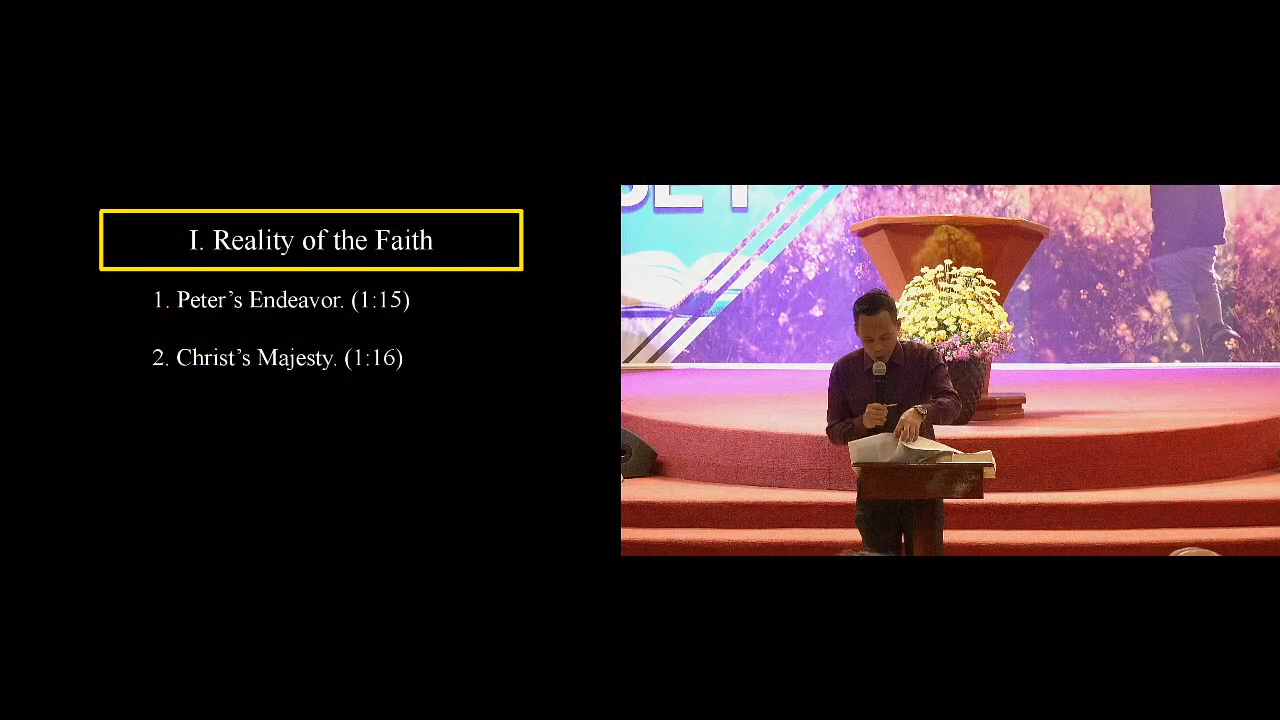 I. Reality of the Faith
1. Peter’s Endeavor. (1:15)
2. Christ’s Majesty. (1:16)